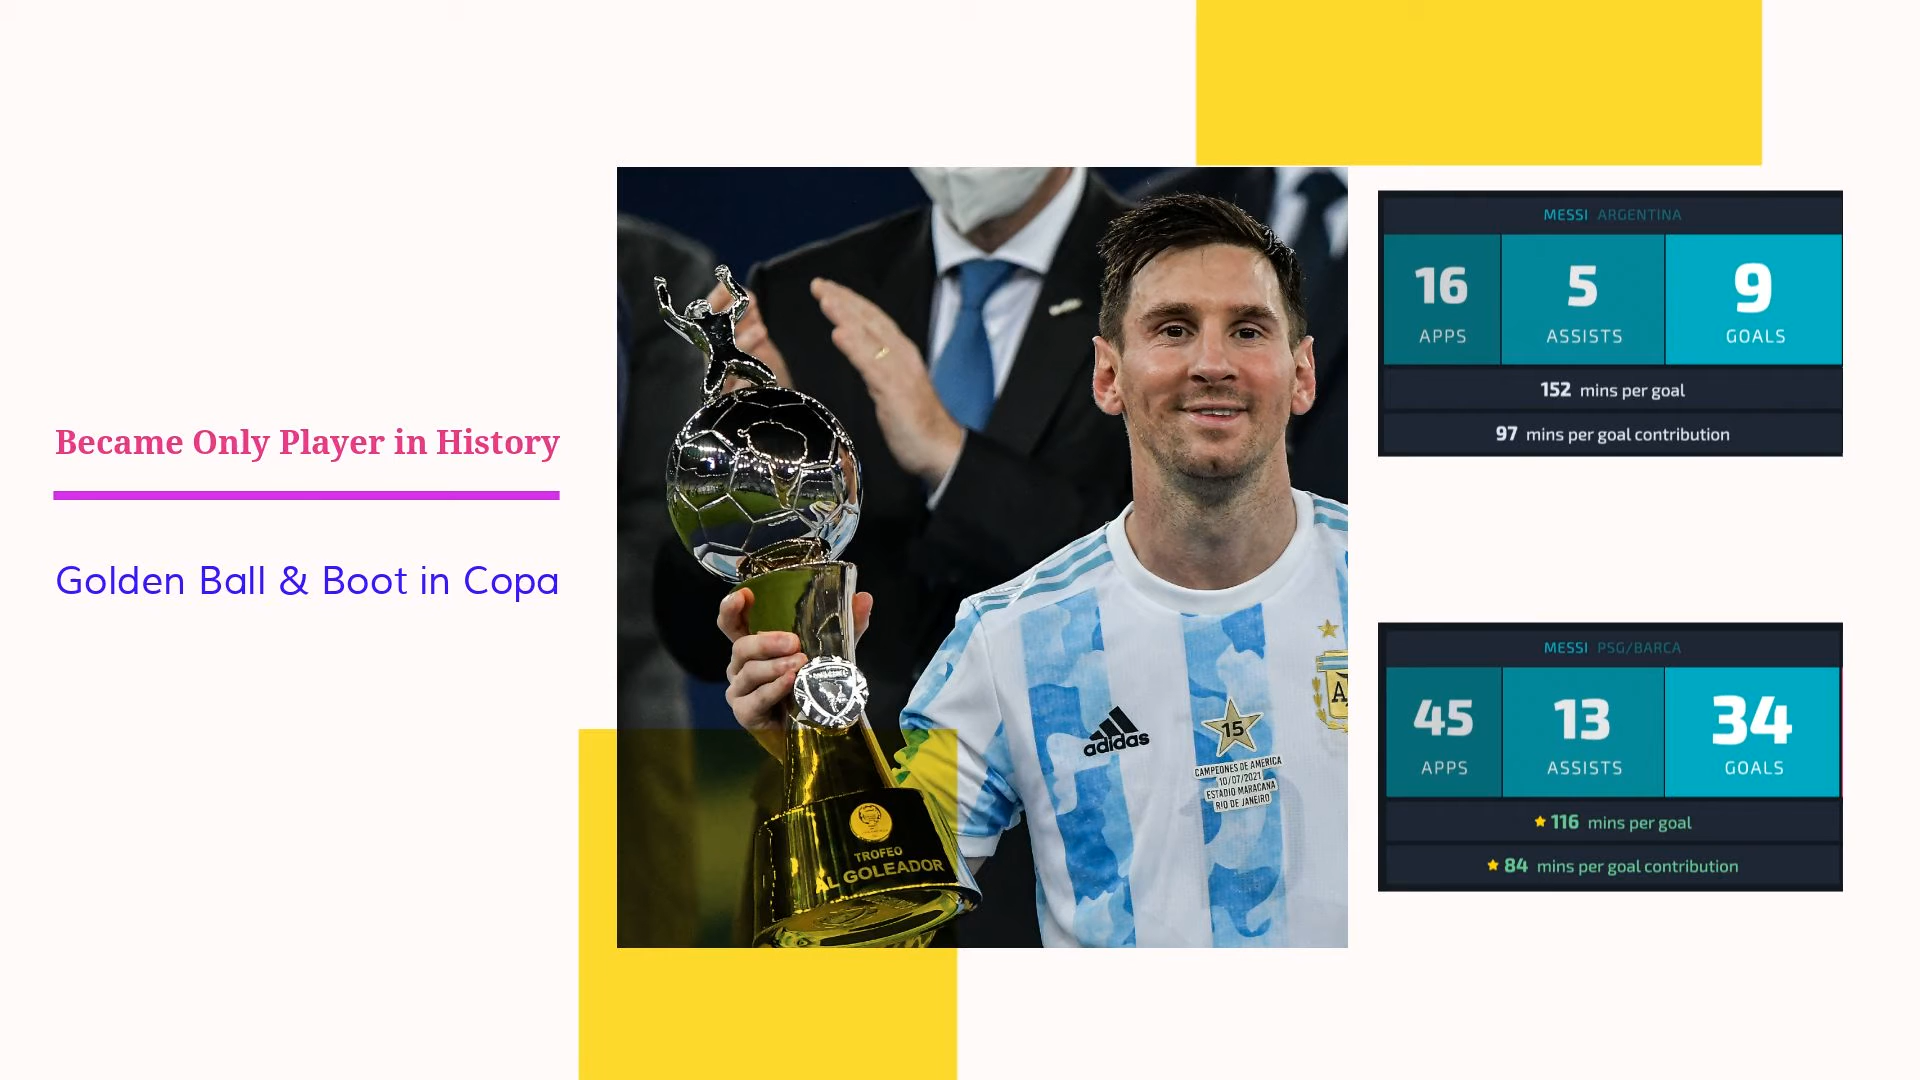 Became Only Player in History
Golden Ball & Boot in Copa
adidas
15
CAMPEONES DE AMERICA
10/07/2021
ESTADIO MARACANA
RIO DE JANEIRO
TROFEO
AL GOLEADOR
MESSI ARGENTINA
16 5 9
APPS ASSISTS GOALS
152 mins per goal
97 mins per goal contribution
MESSI PSG/BARCA
45 13 34
APPS ASSISTS GOALS
116 mins per goal
84 mins per goal contribution